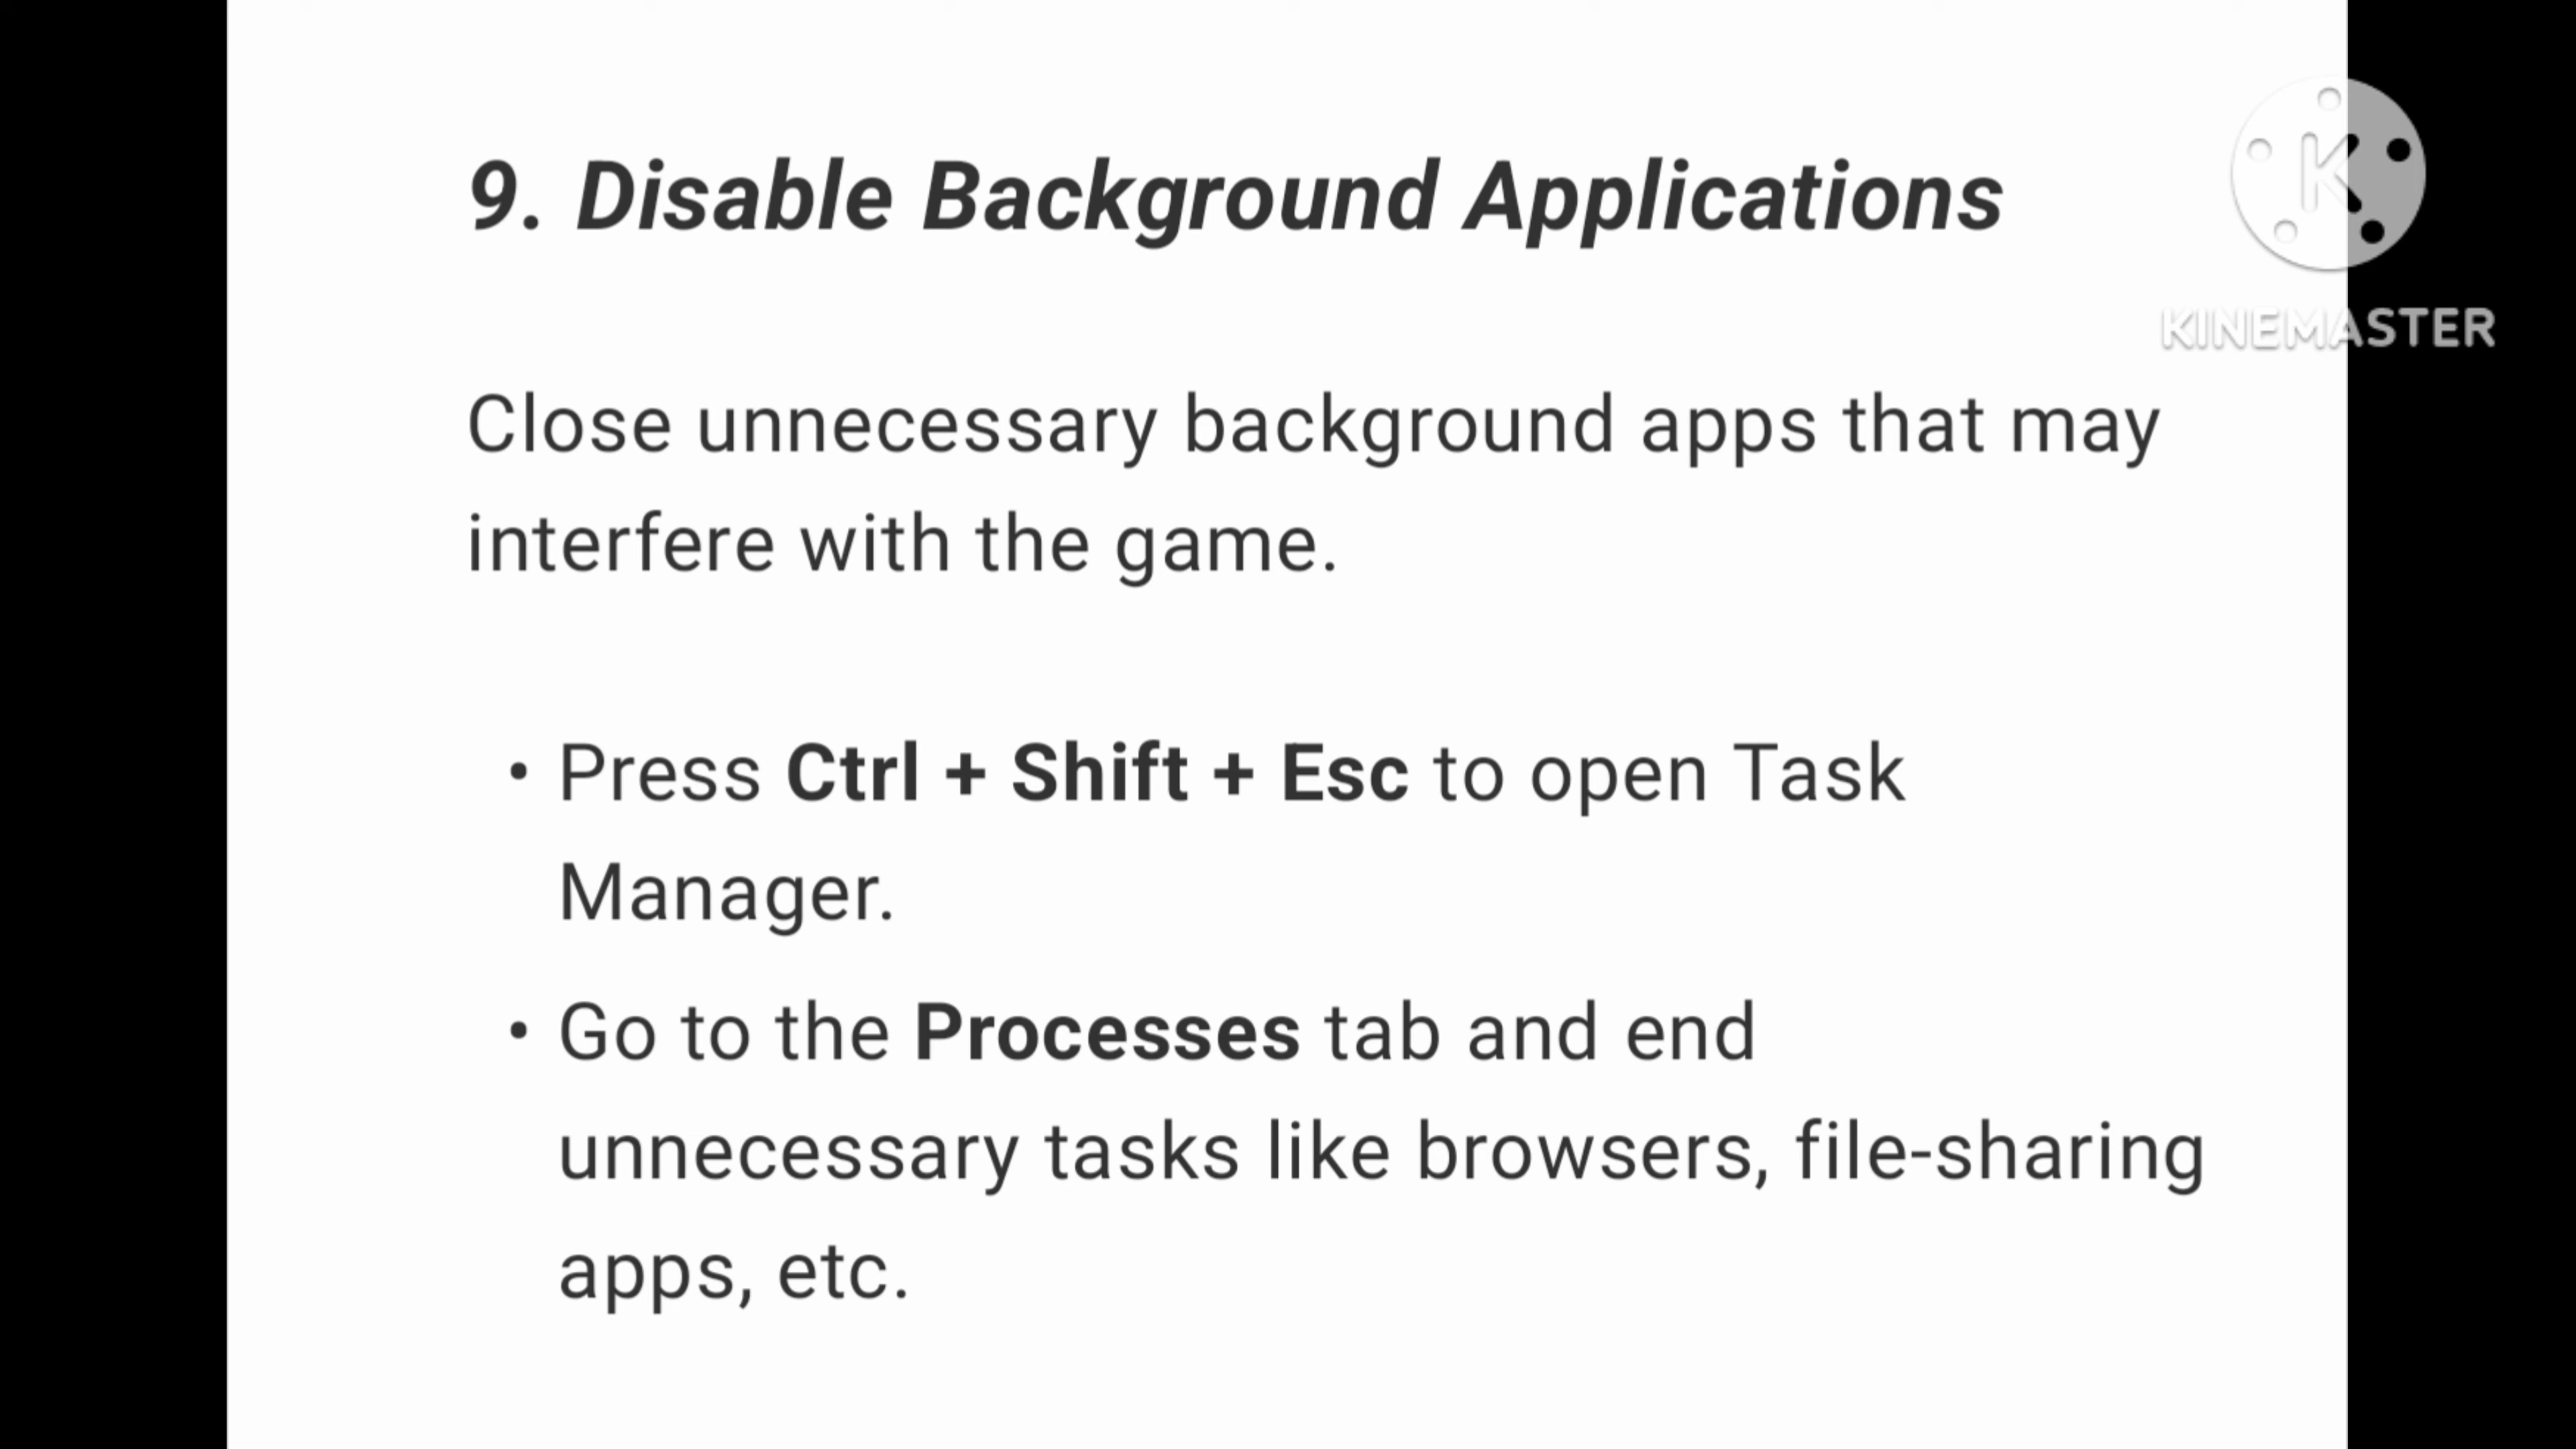 9. Disable Background Applications
Close unnecessary background apps that may
interfere with the game.
• Press Ctrl + Shift + Esc to open Task
Manager.
• Go to the Processes tab and end
unnecessary tasks like browsers, file-sharing
apps, etc.
K
KINEMASTER